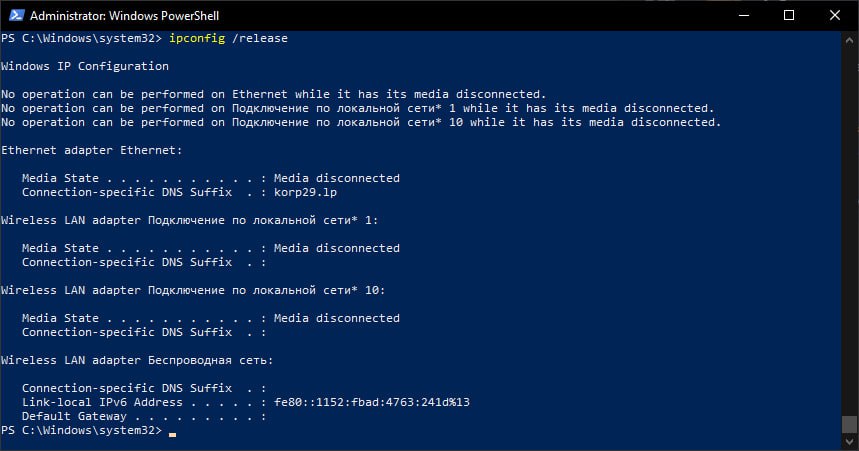 Administrator: Windows PowerShell
PS C:\Windows\system32> ipconfig /release
Windows IP Configuration
No operation can be performed on Ethernet while it has its media disconnected.
No operation can be performed on Подключение по локальной сети* 1 while it has its media disconnected.
No operation can be performed on Подключение по локальной сети* 10 while it has its media disconnected.
Ethernet adapter Ethernet:
   Media State . . . . . . . . . . . : Media disconnected
   Connection-specific DNS Suffix  . : korp29.lp
Wireless LAN adapter Подключение по локальной сети* 1:
   Media State . . . . . . . . . . . : Media disconnected
   Connection-specific DNS Suffix  . :
Wireless LAN adapter Подключение по локальной сети* 10:
   Media State . . . . . . . . . . . : Media disconnected
   Connection-specific DNS Suffix  . :
Wireless LAN adapter Беспроводная сеть:
   Connection-specific DNS Suffix  . :
   Link-local IPv6 Address . . . . . : fe80::1152:fbad:4763:241d%13
   Default Gateway . . . . . . . . . :
PS C:\Windows\system32>